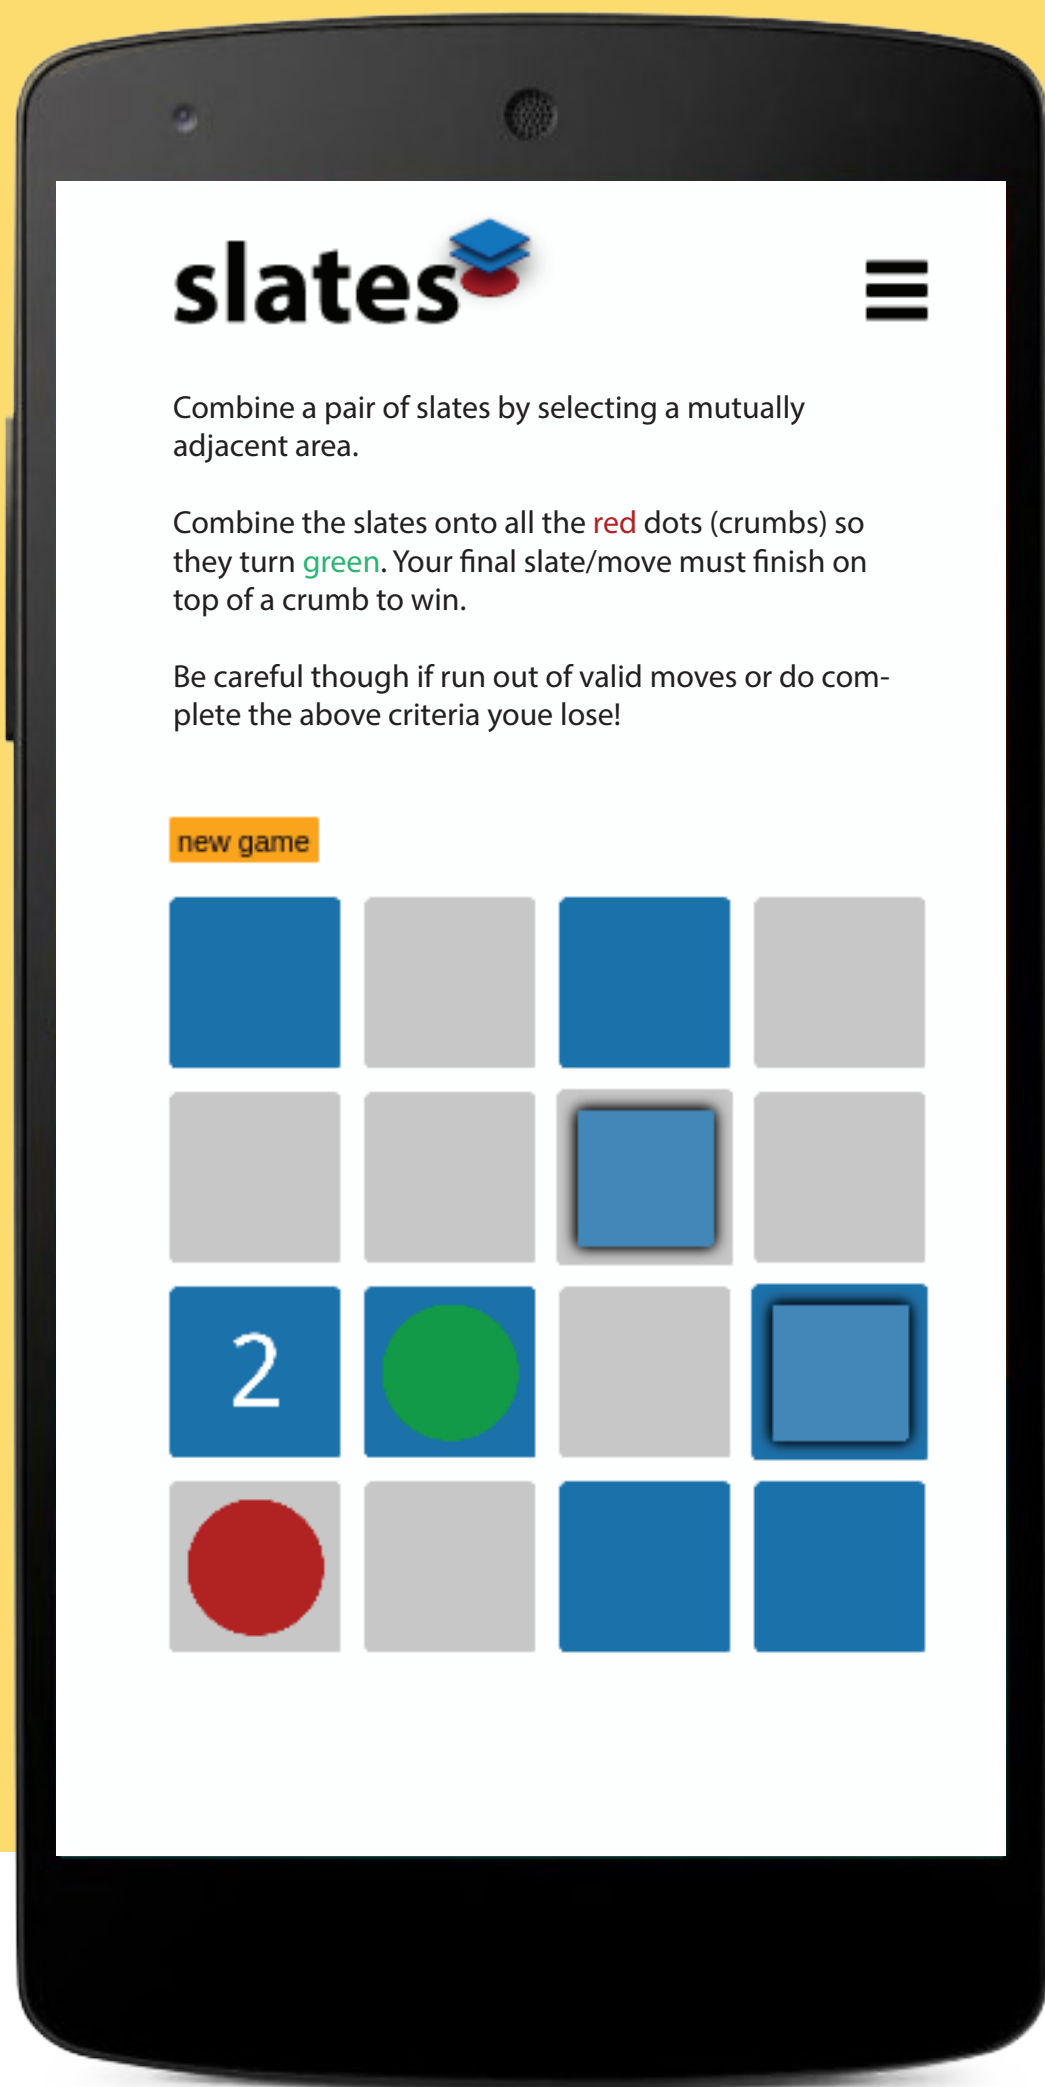 slates
Combine a pair of slates by selecting a mutually
adjacent area.
Combine the slates onto all the red dots (crumbs) so
they turn green. Your final slate/move must finish on
top of a crumb to win.
Be careful though if run out of valid moves or do com-
plete the above criteria youe lose!
new game
2